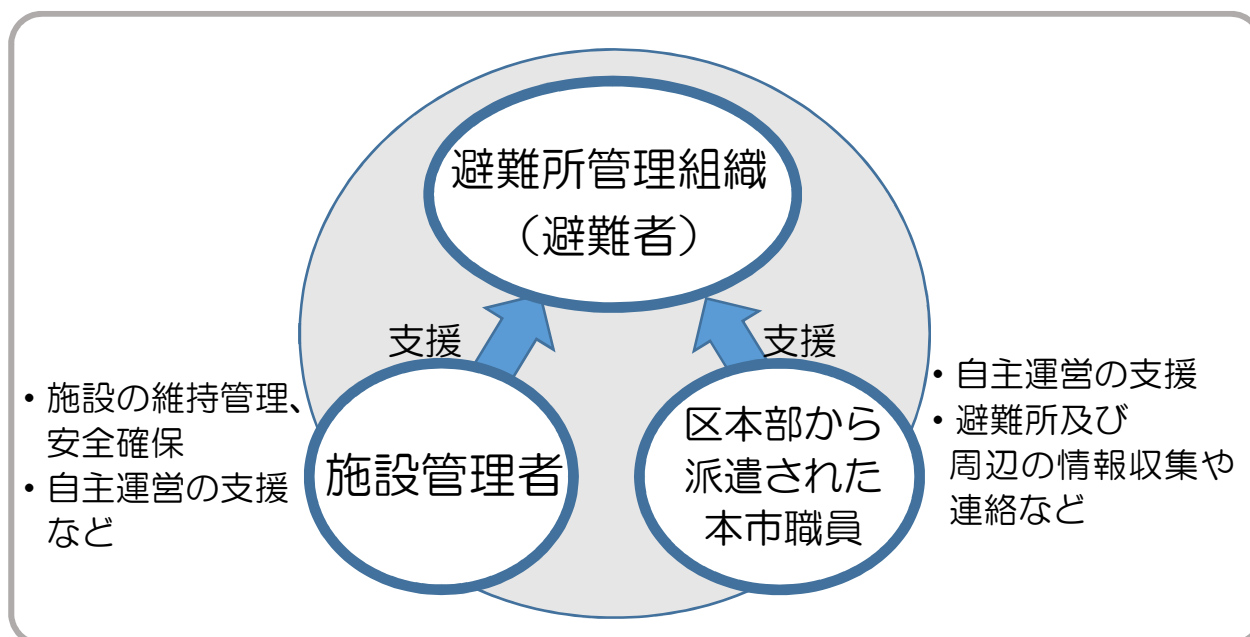 避難所管理組織
（避難者）
支援
支援
・施設の維持管理、
安全確保
・自主運営の支援
など
施設管理者
区本部から
派遣された
本市職員
・自主運営の支援
・避難所及び
周辺の情報収集や
連絡など